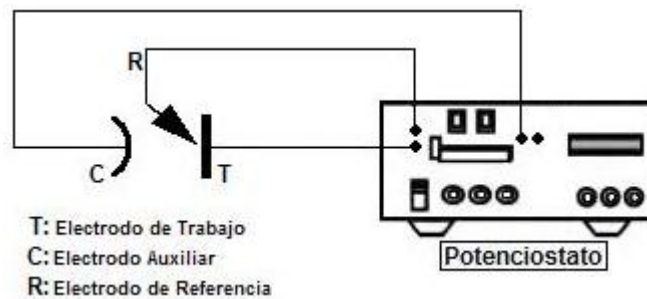 R
C
T
T: Electrodo de Trabajo
C: Electrodo Auxiliar
R: Electrodo de Referencia
Potenciostato